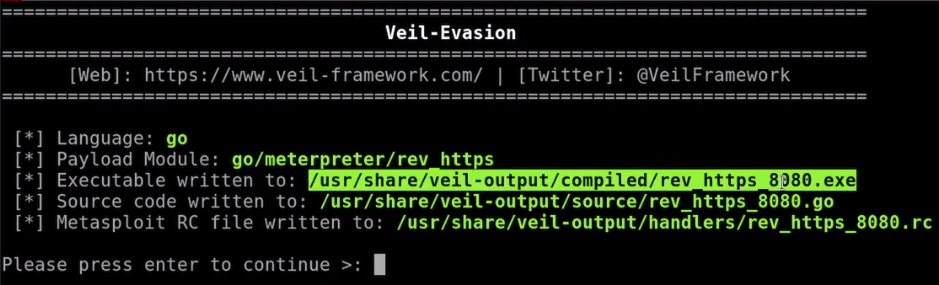 ===========================================================================
Veil-Evasion
===========================================================================
[Web]: https://www.veil-framework.com/ | [Twitter]: @VeilFramework
===========================================================================
[*] Language: go
[*] Payload Module: go/meterpreter/rev_https
[*] Executable written to: /usr/share/veil-output/compiled/rev_https_8080.exe
[*] Source code written to: /usr/share/veil-output/source/rev_https_8080.go
[*] Metasploit RC file written to: /usr/share/veil-output/handlers/rev_https_8080.rc
Please press enter to continue >: